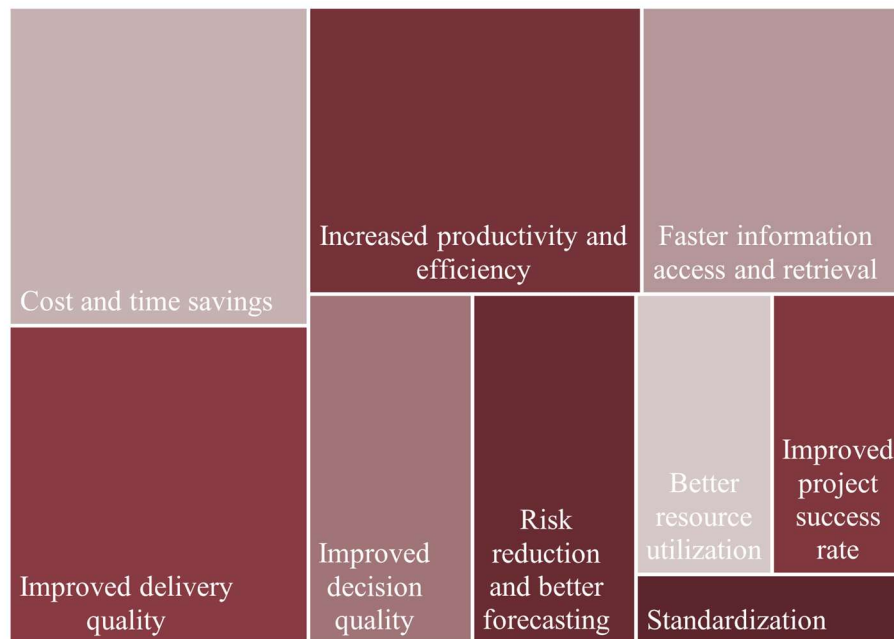 Cost and time savings
Increased productivity and
efficiency
Faster information
access and retrieval
Improved delivery
quality
Improved
decision
quality
Risk
reduction
and better
forecasting
Better
resource
utilization
Improved
project
success
rate
Standardization